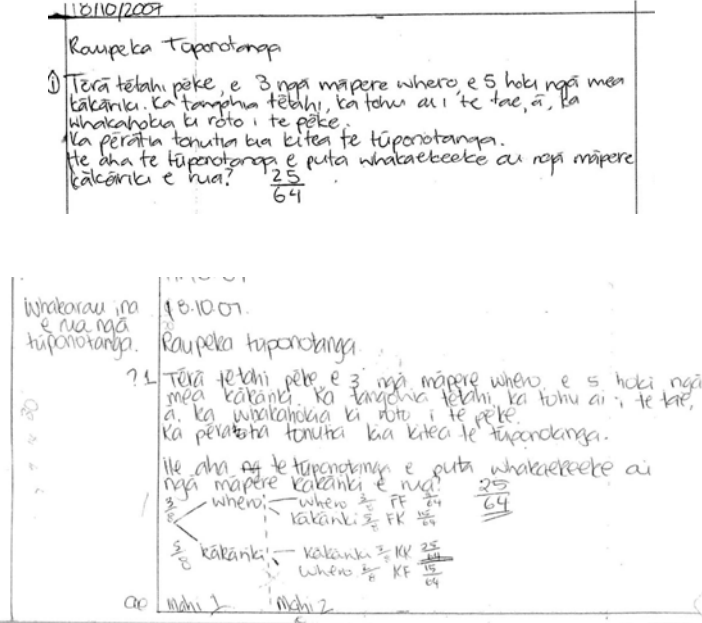 18/10/2007
Raupeka Tūponotanga
① Tērā tētahi pēke, e 3 ngā māpere whero, e 5 hoki ngā mea
kākāriki. Ka tangohia tētahi, ka tohu ai i te tae, ā, ka
whakahokia ki roto i te pēke.
Ka pērātia tonutia kia kitea te tūponotanga.
He aha te tūponotanga e puta whakaekeeke ai ngā māpere
kākāriki e rua? 25/64
Whakarau ina
e rua ngā
tūponotanga.
18.10.07.
Raupeka tūponotanga
?1 Tērā tētahi pēke e 3 ngā māpere whero, e 5 hoki ngā
mea kākāriki. Ka tangohia tētahi, ka tohu ai i te tae,
ā, ka whakahokia ki roto i te pēke.
Ka pēratia tonutia kia kitea te tūponotanga.
He aha te tūponotanga e puta whakaekeeke ai
ngā māpere kākāriki e rua? 25/64
3/8 whero whero 3/8 FF 9/64
kākāriki 5/8 FK 15/64
5/8 kākāriki kākāriki 5/8 KK 25/64
whero 3/8 KF 15/64
ae Mahi 1 Mahi 2